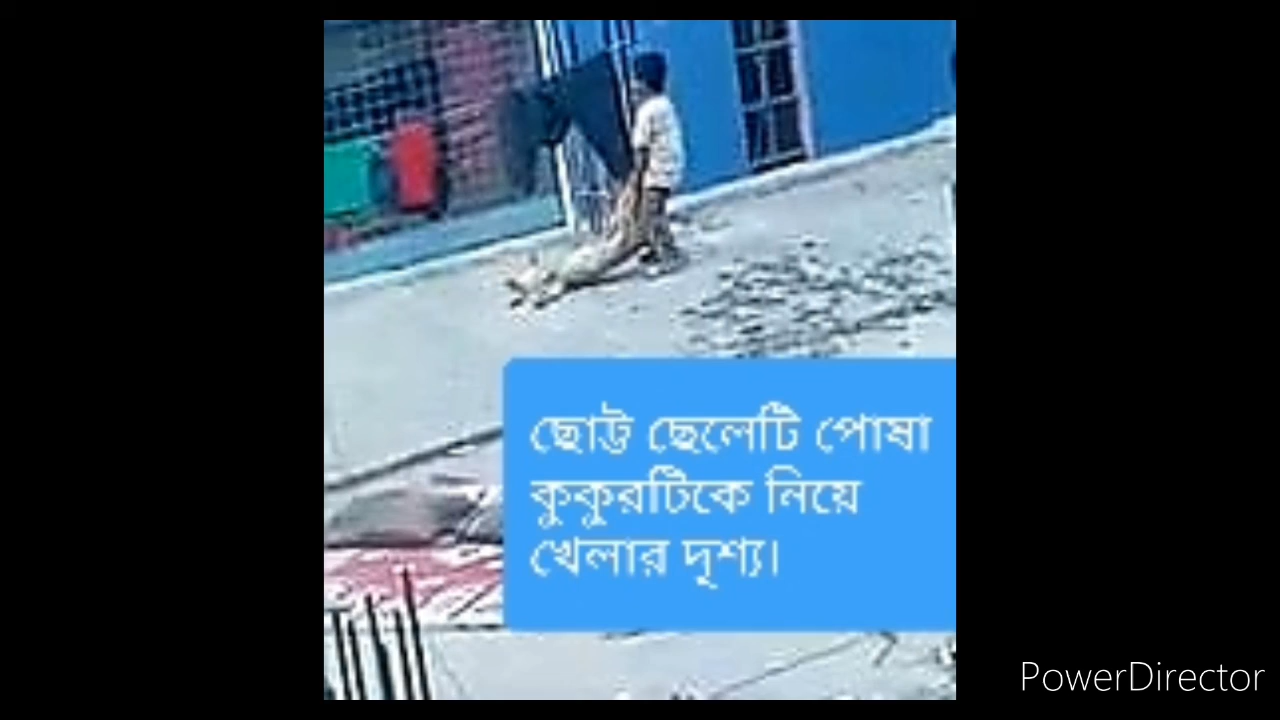 ছোট্ট ছেলেটি পোষা
কুকুরটিকে নিয়ে
খেলার দৃশ্য।
PowerDirector